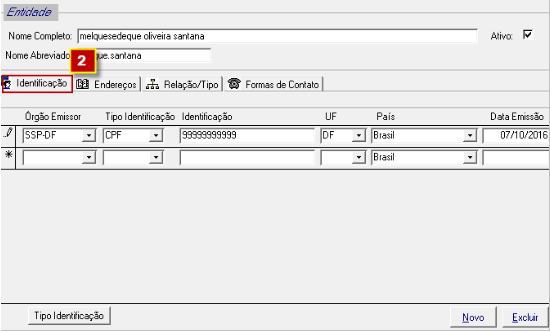 Entidade
Nome Completo: melquesedeque oliveira santana Ativo:
Nome Abreviado 2 que.santana
Identificação Endereços Relação/Tipo Formas de Contato
Órgão Emissor Tipo Identificação Identificação UF País Data Emissão
SSP-DF CPF 99999999999 DF Brasil 07/10/2016
* Brasil
Tipo Identificação Novo Excluir